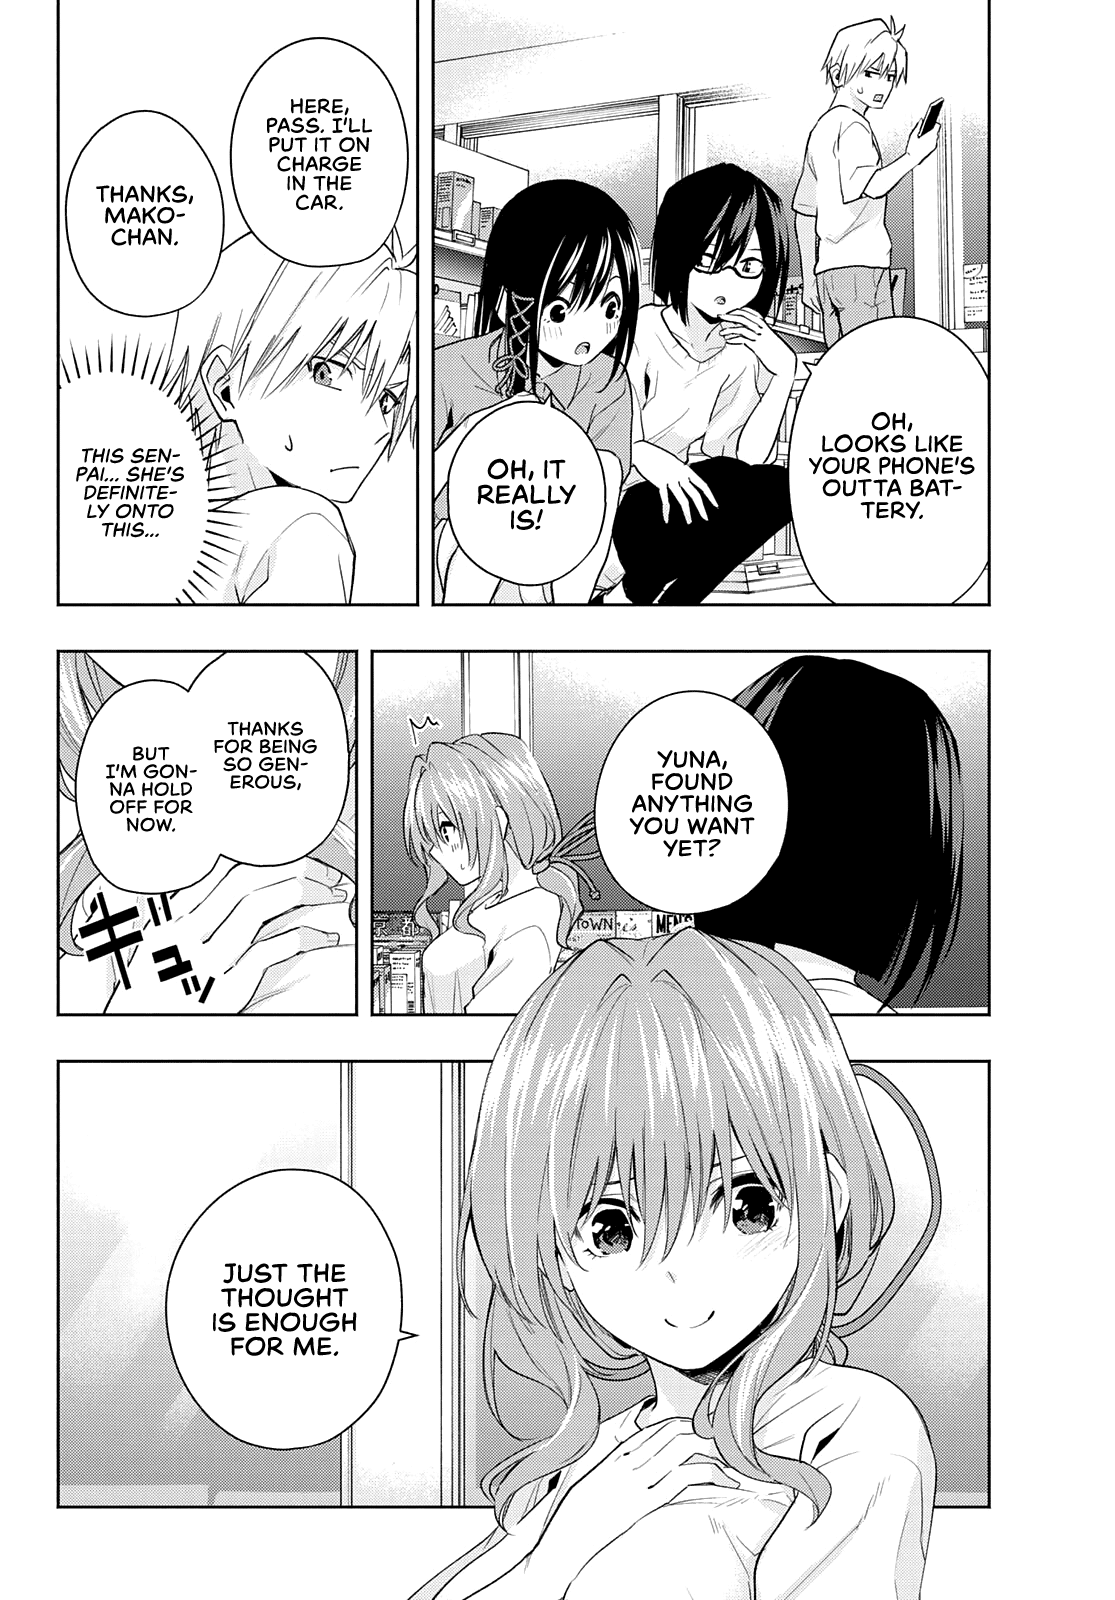 OH,
LOOKS LIKE
YOUR PHONE'S
OUTTA BAT-
TERY.
OH, IT
REALLY
IS!
HERE,
PASS. I'LL
PUT IT ON
CHARGE
IN THE
CAR.
THANKS,
MAKO-
CHAN.
THIS SEN-
PAI... SHE'S
DEFINITE-
LY ONTO
THIS...
YUNA,
FOUND
ANYTHING
YOU WANT
YET?
京都
TOWN
MEN'S
THANKS
FOR BEING
SO GEN-
EROUS,
BUT
I'M GON-
NA HOLD
OFF FOR
NOW.
ギュッ
JUST THE
THOUGHT
IS ENOUGH
FOR ME.